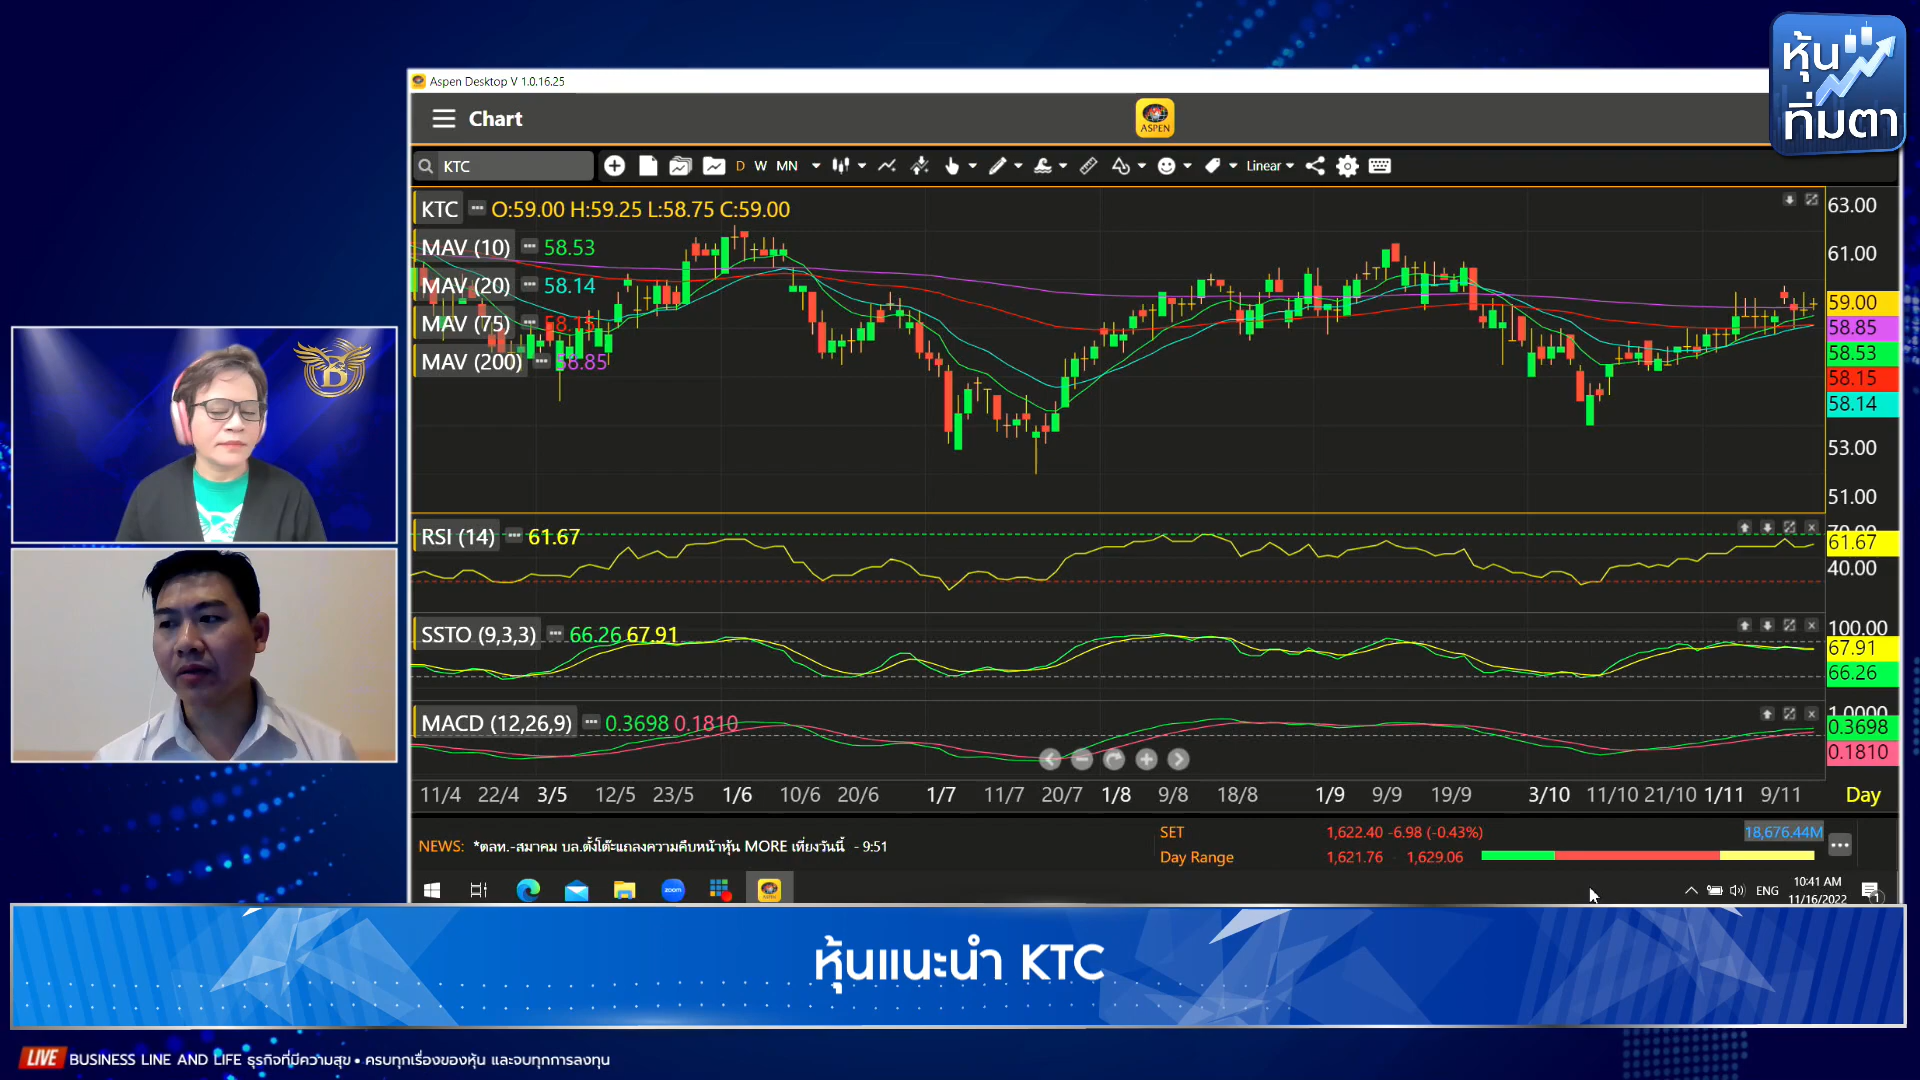 หุ้น
ทิ่มตา
Aspen Desktop V 1.0.16.25
Chart
ASPEN
KTC
D W MN
Linear
KTC O:59.00 H:59.25 L:58.75 C:59.00
MAV (10) 58.53
MAV (20) 58.14
MAV (75) 58.15
MAV (200) 58.85
63.00
61.00
59.00
58.85
58.53
58.15
58.14
53.00
51.00
RSI (14) 61.67
70.00
61.67
40.00
SSTO (9,3,3) 66.26 67.91
100.00
67.91
66.26
MACD (12,26,9) 0.3698 0.1810
1.0000
0.3698
0.1810
11/4 22/4 3/5 12/5 23/5 1/6 10/6 20/6 1/7 11/7 20/7 1/8 9/8 18/8 1/9 9/9 19/9 3/10 11/10 21/10 1/11 9/11 Day
NEWS: *ตลท.-สมาคม บล.ตั้งโต๊ะแถลงความคืบหน้าหุ้น MORE เที่ยงวันนี้ - 9:51
SET 1,622.40 -6.98 (-0.43%) 18,676.44M
Day Range 1,621.76 - 1,629.06
zoom
ENG
10:41 AM
11/16/2022
1
หุ้นแนะนำ KTC
LIVE BUSINESS LINE AND LIFE ธุรกิจที่มีความสุข • ครบทุกเรื่องของหุ้น และจบทุกการลงทุน